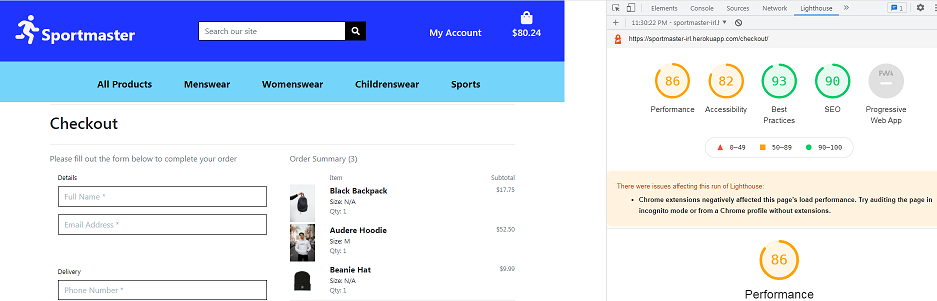 Sportmaster
Search our site
My Account
$80.24
All Products
Menswear
Womenswear
Childrenswear
Sports
Checkout
Please fill out the form below to complete your order
Details
Full Name *
Email Address *
Delivery
Phone Number *
Order Summary (3)
Item
Subtotal
Black Backpack
$17.75
Size: N/A
Qty: 1
Audere Hoodie
$52.50
Size: M
Qty: 1
Beanie Hat
$9.99
Size: N/A
Qty: 1
Elements
Console
Sources
Network
Lighthouse
1
11:30:22 PM - sportmaster-irl.
https://sportmaster-irl.herokuapp.com/checkout/
86
82
93
90
PWA
Performance
Accessibility
Best
Practices
SEO
Progressive
Web App
0–49
50–89
90–100
There were issues affecting this run of Lighthouse:
Chrome extensions negatively affected this page's load performance. Try auditing the page in
incognito mode or from a Chrome profile without extensions.
86
Performance